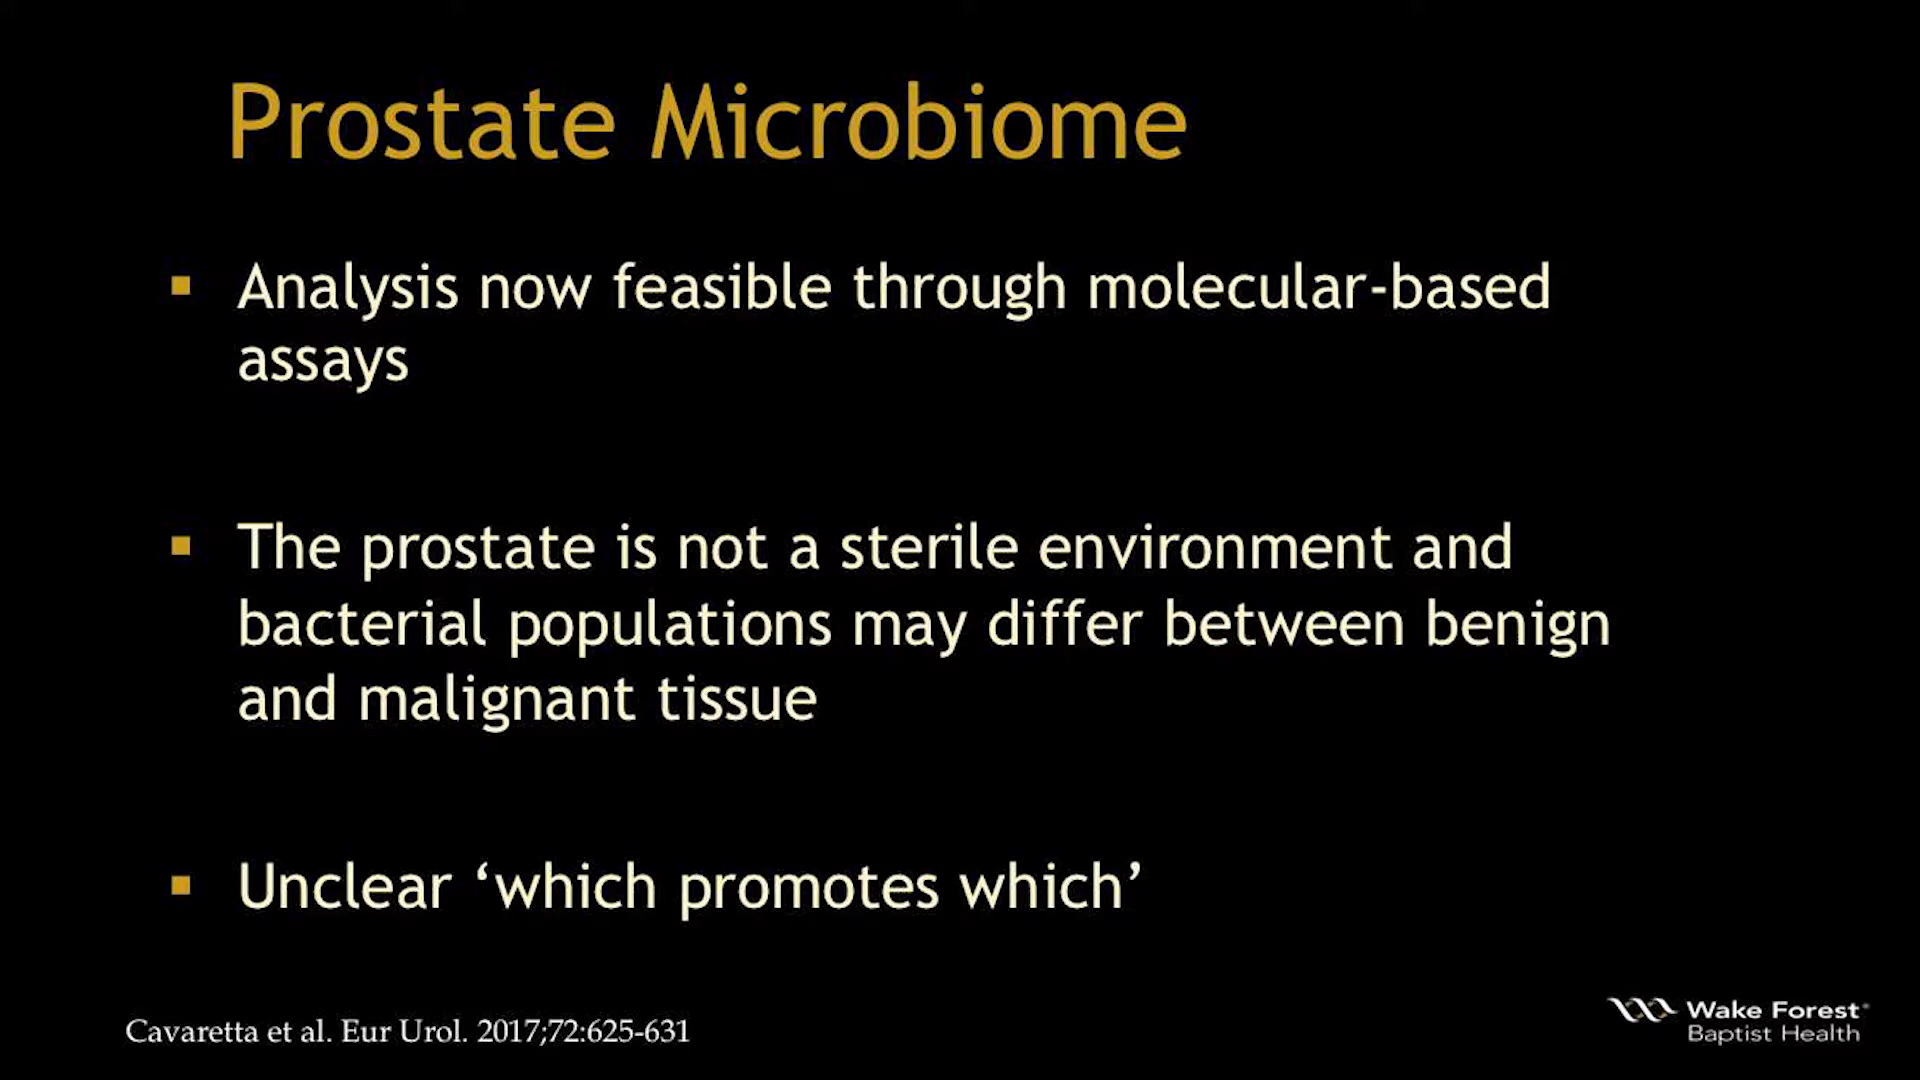 Prostate Microbiome
▪ Analysis now feasible through molecular-based
assays
▪ The prostate is not a sterile environment and
bacterial populations may differ between benign
and malignant tissue
▪ Unclear ‘which promotes which’
Cavaretta et al. Eur Urol. 2017;72:625-631
Wake Forest®
Baptist Health